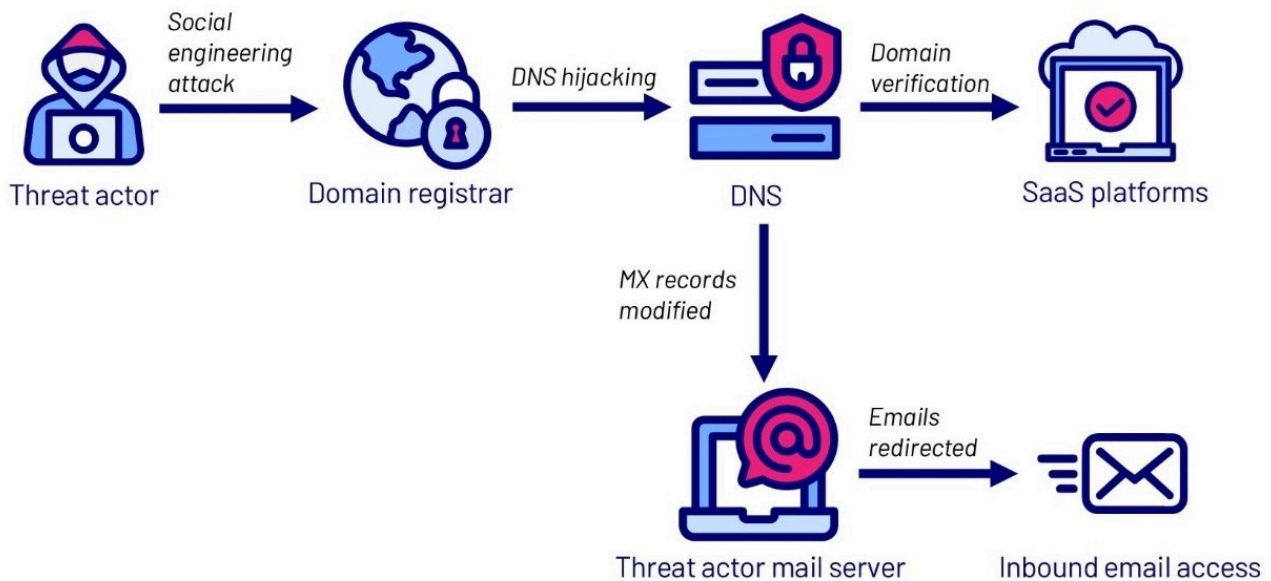 Social
engineering
attack
DNS hijacking
Domain
verification
Threat actor
Domain registrar
DNS
SaaS platforms
MX records
modified
Emails
redirected
Threat actor mail server
Inbound email access